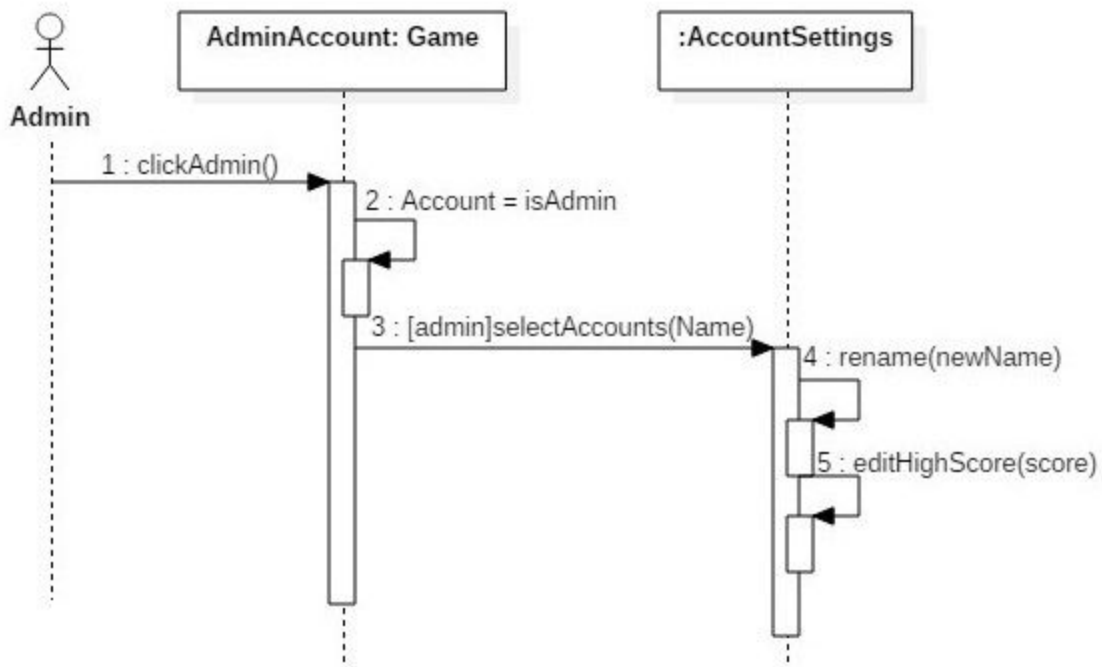 AdminAccount: Game
:AccountSettings
Admin
1 : clickAdmin()
2 : Account = isAdmin
3 : [admin]selectAccounts(Name)
4 : rename(newName)
5 : editHighScore(score)